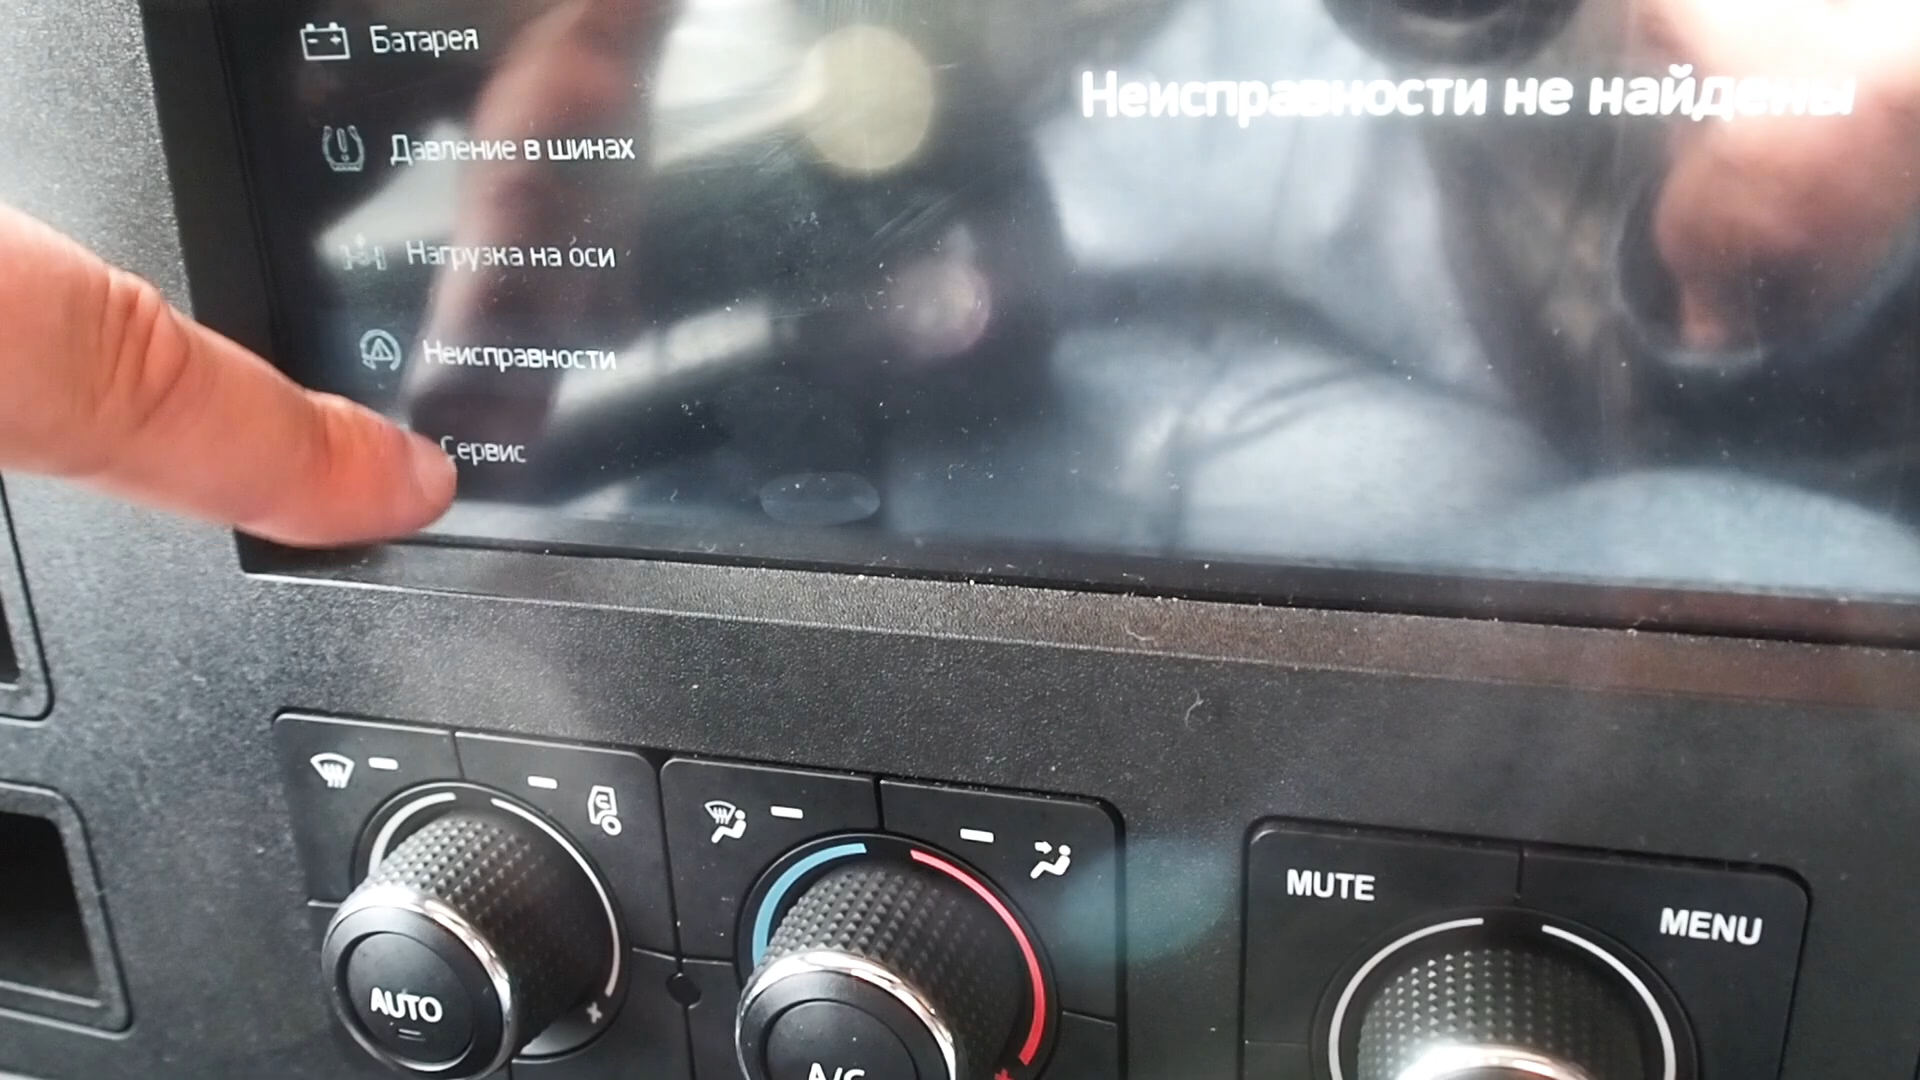 Батарея
Неисправности не найдены
Давление в шинах
Нагрузка на оси
Неисправности
Сервис
MUTE
MENU
AUTO
A/C